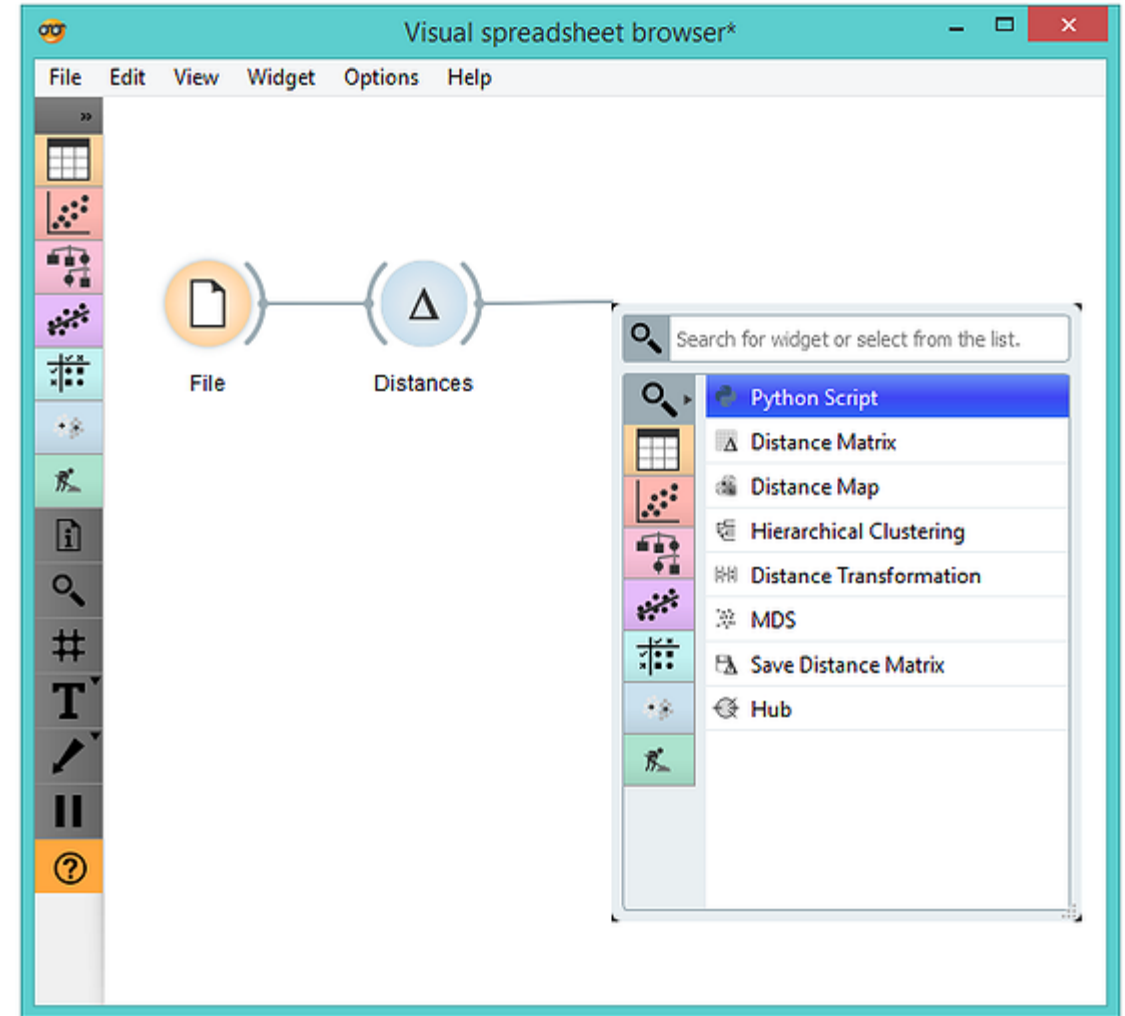 Visual spreadsheet browser*
File Edit View Widget Options Help
File
Distances
Search for widget or select from the list.
Python Script
Distance Matrix
Distance Map
Hierarchical Clustering
Distance Transformation
MDS
Save Distance Matrix
Hub